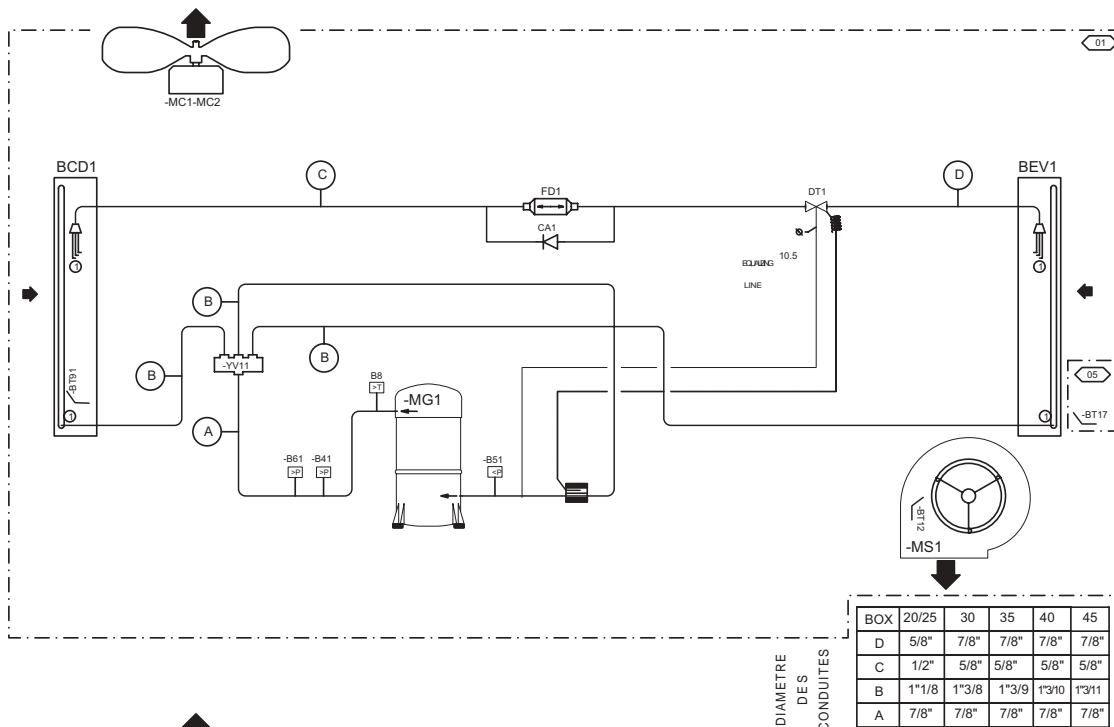 01
-MC1-MC2
BCD1
BEV1
C
D
FD1
DT1
CA1
1
1
10.5
LINE
B
B
B
-YV11
05
-BT91
-BT17
1
1
B8
>T
-MG1
A
-B61
>P
-B41
>P
-B51
<P
-BT12
-MS1
DIAMETRE
DES
CONDUITES
BOX 20/25 30 35 40 45
D 5/8" 7/8" 7/8" 7/8" 7/8"
C 1/2" 5/8" 5/8" 5/8" 5/8"
B 1"1/8 1"3/8 1"3/9 1"3/10 1"3/11
A 7/8" 7/8" 7/8" 7/8" 7/8"